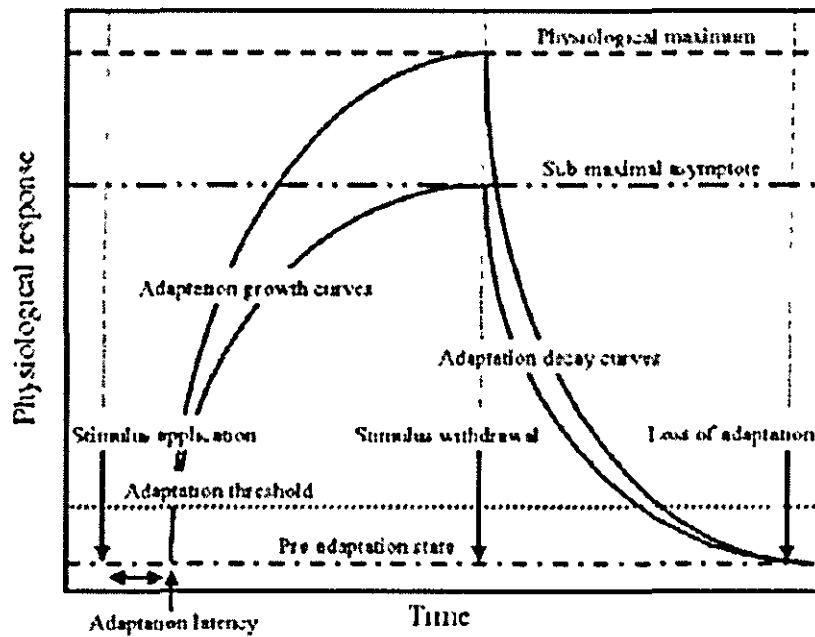 Physiological maximum
Sub maximal asymptote
Physiological response
Adaptation growth curves
Adaptation decay curves
Stimulus application
Stimulus withdrawal
Loss of adaptation
Adaptation threshold
Pre adaptation state
Adaptation latency
Time